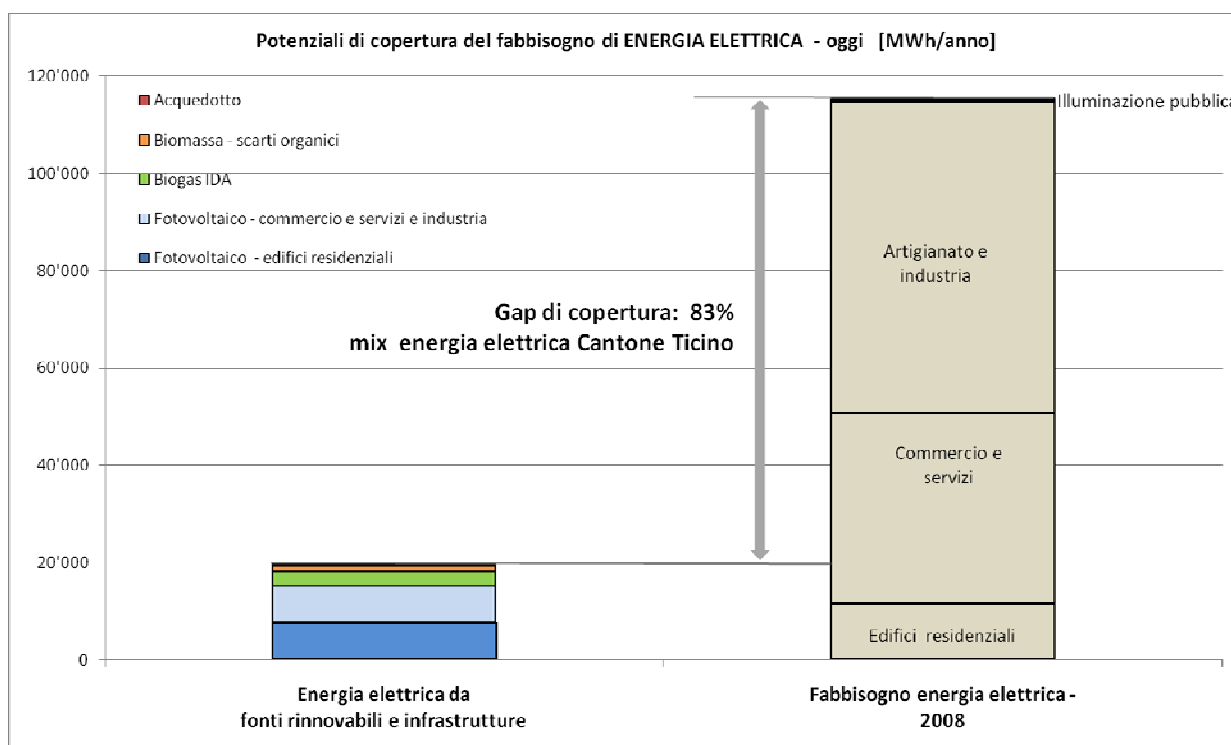 Potenziali di copertura del fabbisogno di ENERGIA ELETTRICA - oggi [MWh/anno]
120'000
100'000
80'000
60'000
40'000
20'000
0
Acquedotto
Biomassa - scarti organici
Biogas IDA
Fotovoltaico - commercio e servizi e industria
Fotovoltaico - edifici residenziali
Gap di copertura: 83%
mix energia elettrica Cantone Ticino
Illuminazione pubblica
Artigianato e
industria
Commercio e
servizi
Edifici residenziali
Energia elettrica da
fonti rinnovabili e infrastrutture
Fabbisogno energia elettrica -
2008